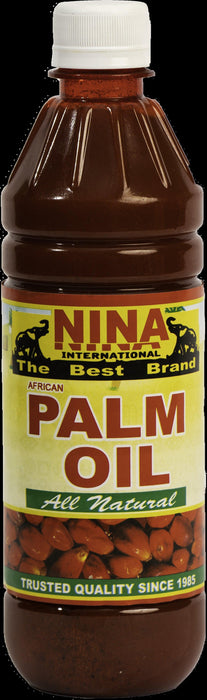 NINA
INTERNATIONAL
The Best Brand
AFRICAN
PALM
OIL
All Natural
TRUSTED QUALITY SINCE 1985